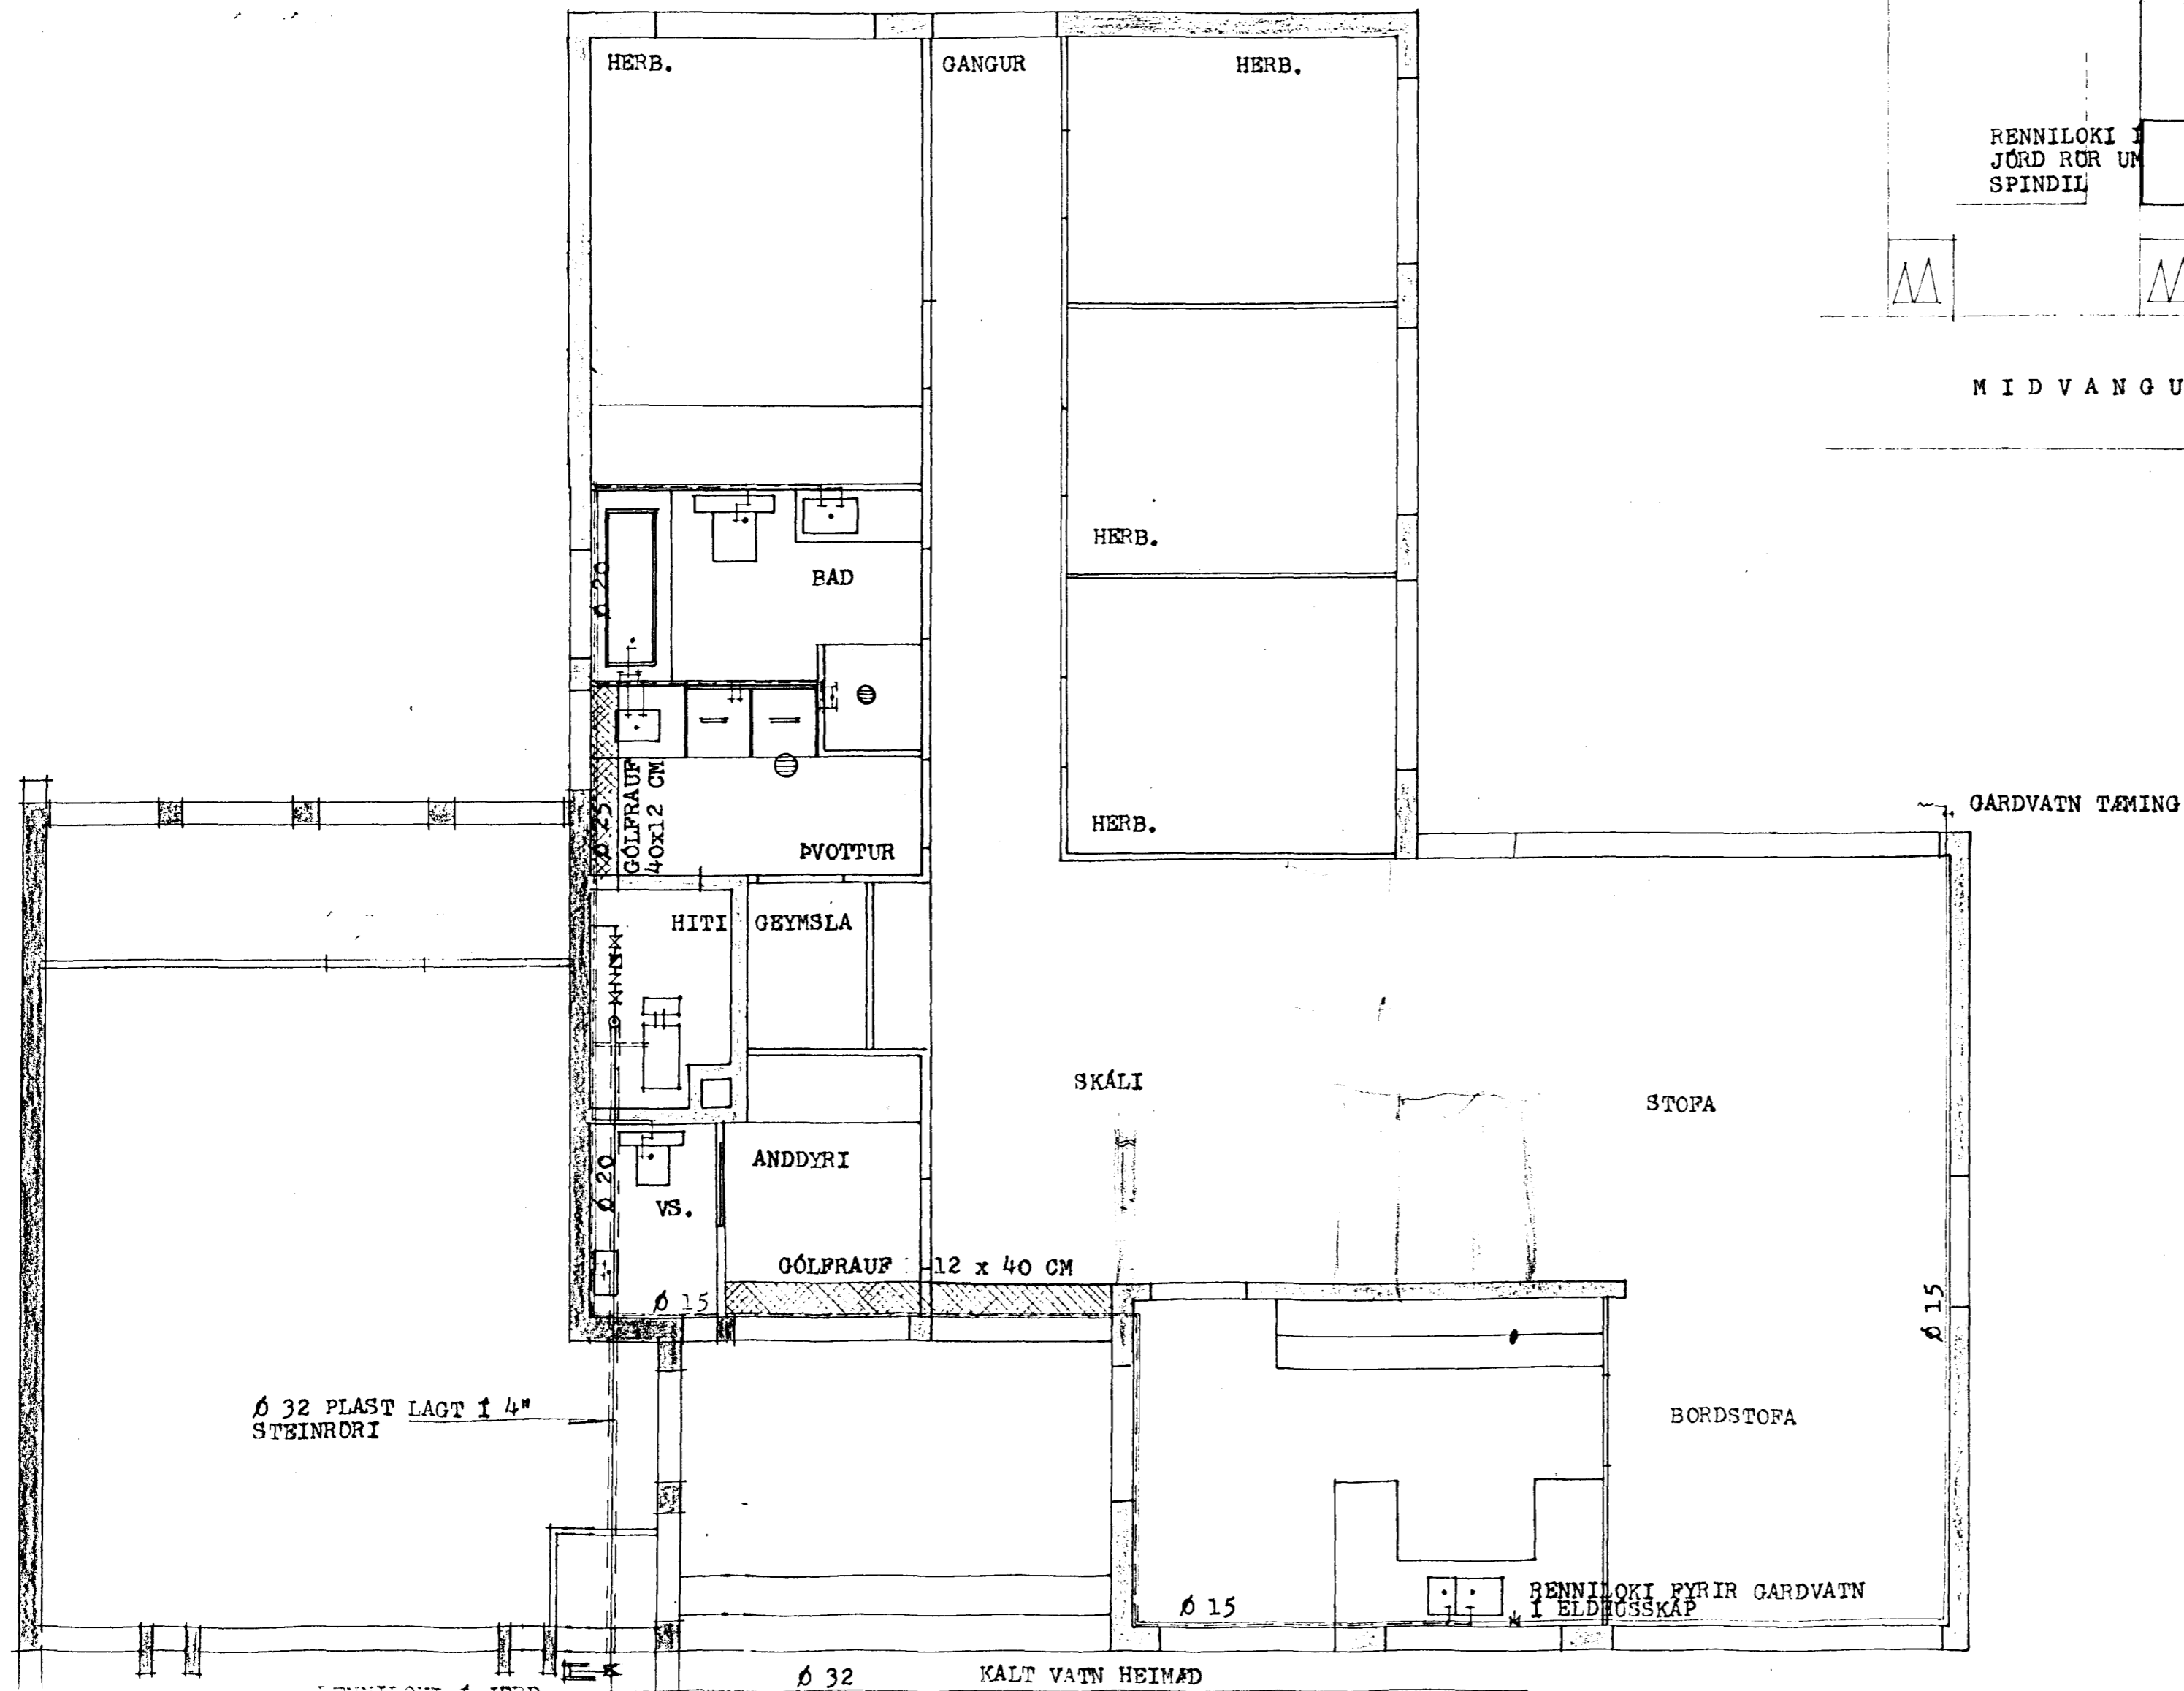 HERB.
GANGUR
HERB.
RENNILOKI Í
JÖRD RÖR UM
SPINDIL
MIDVANGU
HERB.
BAD
Ø 20
GARDVATN TÆMING
HERB.
Ø 25
GÓLFRAUF
40x12 CM
ÞVOTTUR
HITI
GEYMSLA
SKÁLI
STOFA
ANDDYRI
Ø 20
VS.
GÓLFRAUF 12 x 40 CM
Ø 15
Ø 15
Ø 32 PLAST LAGT Í 4"
STEINRÖRI
BORDSTOFA
RENNILOKI FYRIR GARDVATN
Í ELDHÚSSKÁP
Ø 15
Ø 32
KALT VATN HEIMÆD